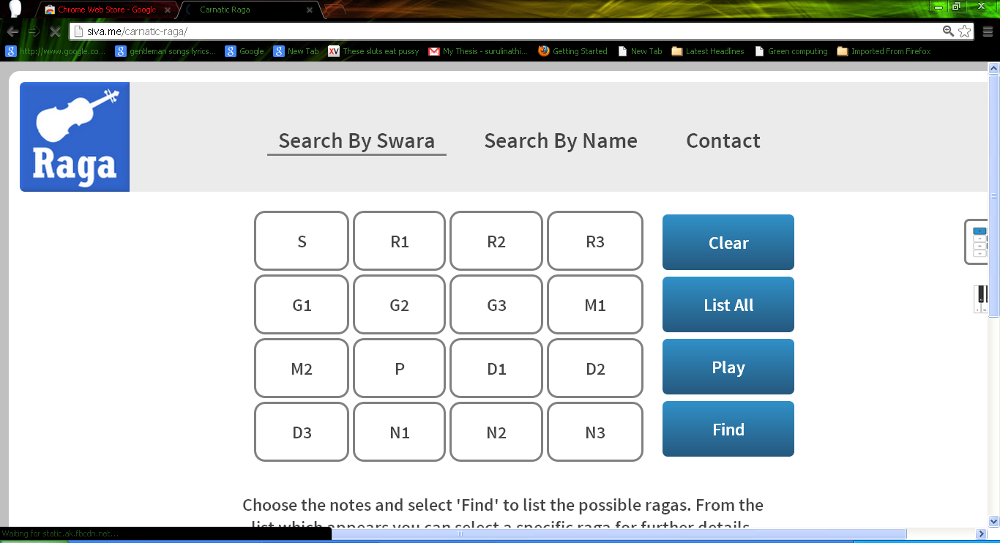 Chrome Web Store - Google
Carnatic Raga
siva.me/carnatic-raga/
http://www.google.co... gentleman songs lyrics... Google New Tab XV These sluts eat pussy My Thesis - surulinathi... Getting Started New Tab Latest Headlines Green computing Imported From Firefox
Raga
Search By Swara Search By Name Contact
S R1 R2 R3 Clear
G1 G2 G3 M1 List All
M2 P D1 D2 Play
D3 N1 N2 N3 Find
Choose the notes and select 'Find' to list the possible ragas. From the
list which appears you can select a specific raga for further details
Waiting for static.ak.fbcdn.net...